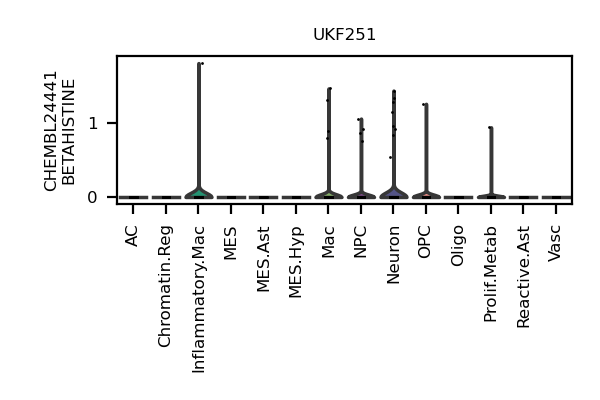 UKF251
CHEMBL24441
BETAHISTINE
1
0
AC
Chromatin.Reg
Inflammatory.Mac
MES
MES.Ast
MES.Hyp
Mac
NPC
Neuron
OPC
Oligo
Prolif.Metab
Reactive.Ast
Vasc